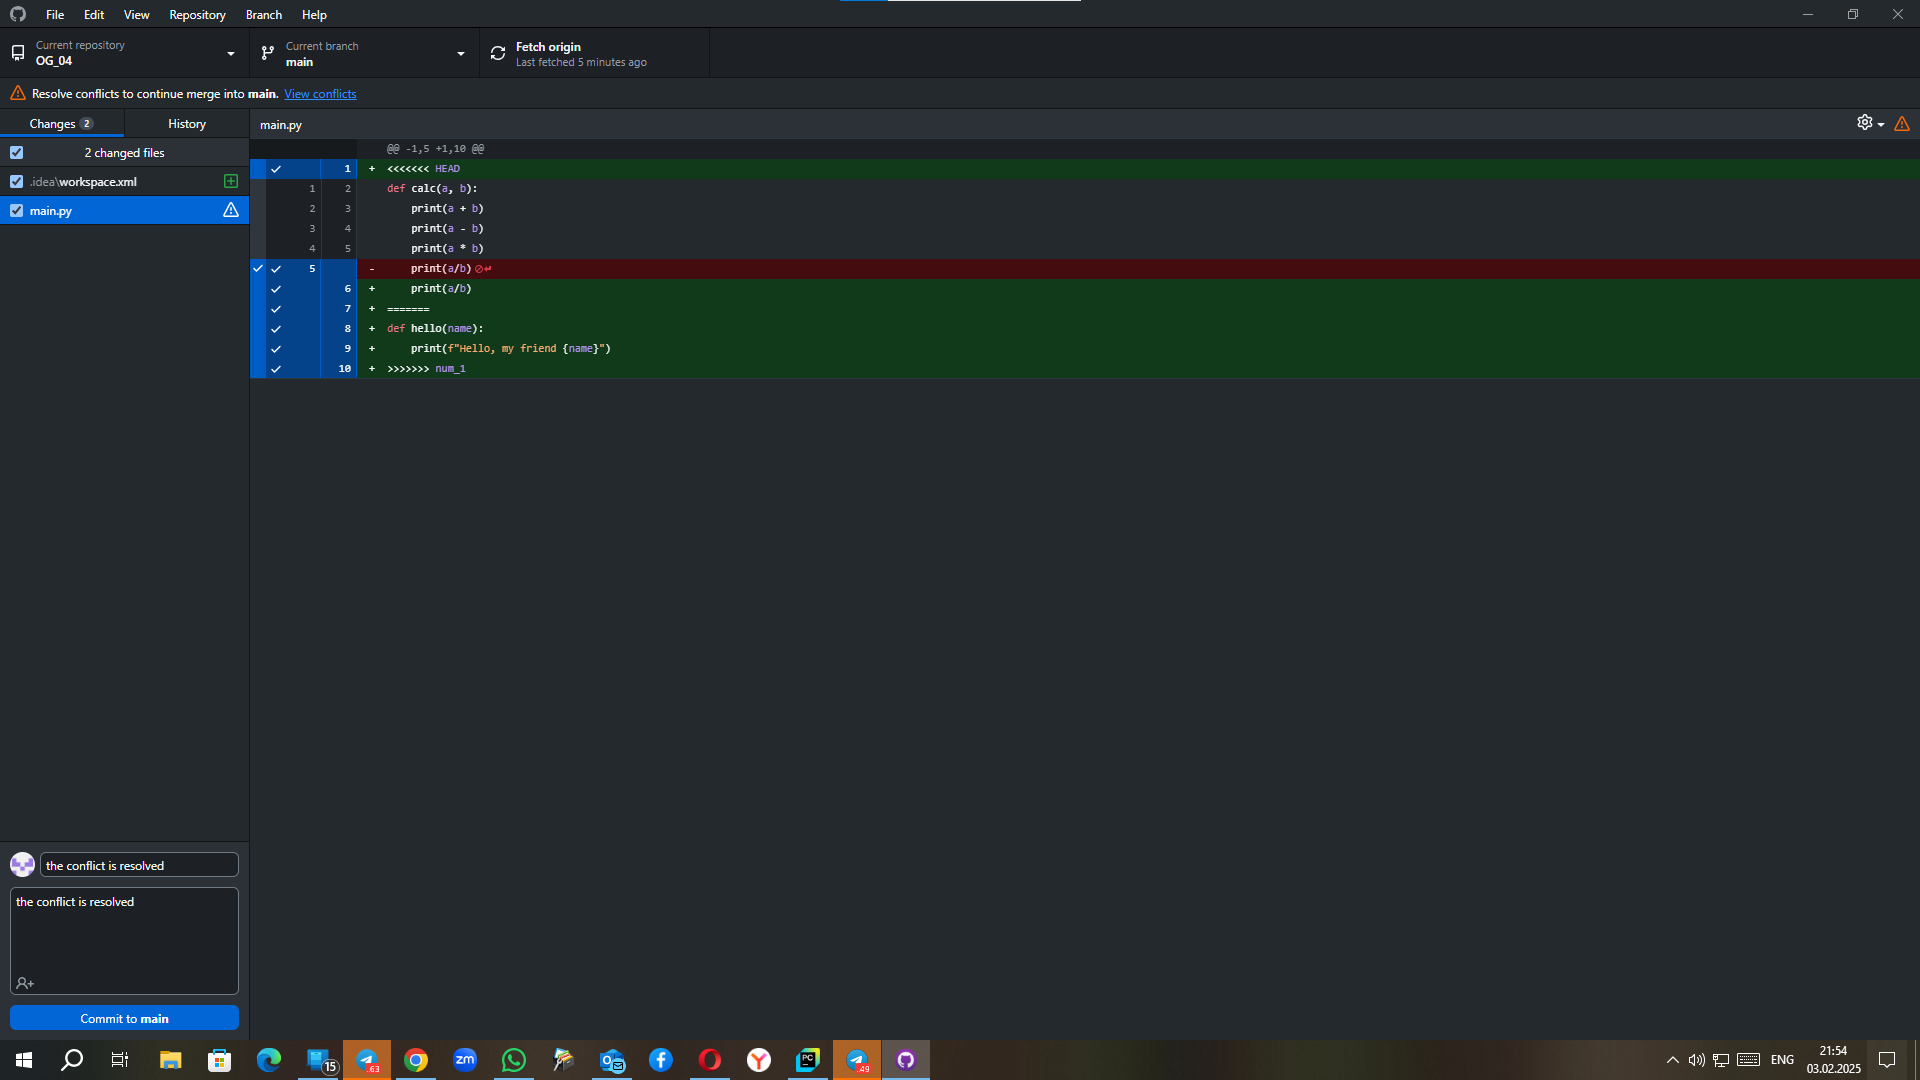 File Edit View Repository Branch Help
Current repository
OG_04
Current branch
main
Fetch origin
Last fetched 5 minutes ago
Resolve conflicts to continue merge into main. View conflicts
Changes 2
History
main.py
2 changed files
.idea\workspace.xml
main.py
@@ -1,5 +1,10 @@
1 + <<<<<<< HEAD
1 2 def calc(a, b):
2 3 print(a + b)
3 4 print(a - b)
4 5 print(a * b)
5 - print(a/b)
6 + print(a/b)
7 + =======
8 + def hello(name):
9 + print(f"Hello, my friend {name}")
10 + >>>>>>> num_1
the conflict is resolved
the conflict is resolved
Commit to main
15
.63
zm
PC
.49
ENG
21:54
03.02.2025